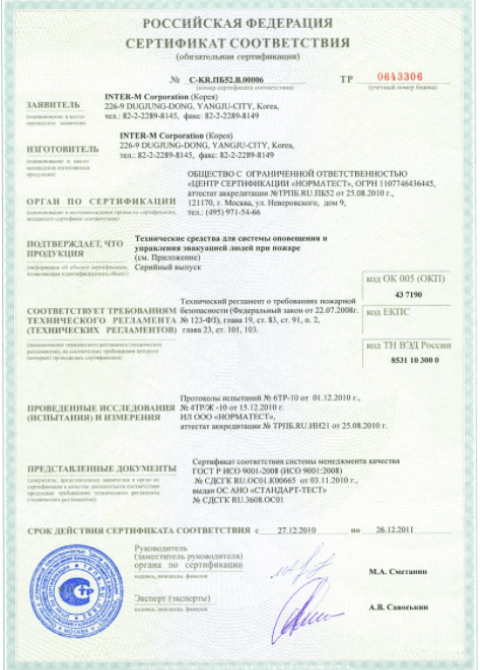 РОССИЙСКАЯ ФЕДЕРАЦИЯ
СЕРТИФИКАТ СООТВЕТСТВИЯ
(обязательная сертификация)
№ С-KR.ПБ52.В.00006 ТР 0643306
(номер сертификата соответствия) (учетный номер бланка)
ЗАЯВИТЕЛЬ
(наименование и место-
нахождение заявителя)
INTER-M Corporation (Корея)
226-9 DUGJUNG-DONG, YANGJU-CITY, Korea,
тел.: 82-2-2289-8145, факс: 82-2-2289-8149
ИЗГОТОВИТЕЛЬ
(наименование и место-
нахождение изготовителя
продукции)
INTER-M Corporation (Корея)
226-9 DUGJUNG-DONG, YANGJU-CITY, Korea,
тел.: 82-2-2289-8145, факс: 82-2-2289-8149
ОРГАН ПО СЕРТИФИКАЦИИ
(наименование и местонахождение органа по сертификации,
выдавшего сертификат соответствия)
ОБЩЕСТВО С ОГРАНИЧЕННОЙ ОТВЕТСТВЕННОСТЬЮ
«ЦЕНТР СЕРТИФИКАЦИИ «НОРМАТЕСТ», ОГРН 1107746436445,
аттестат аккредитации №ТРПБ.RU.ПБ52 от 25.08.2010 г.,
121170, г. Москва, ул. Неверовского, дом 9,
тел.: (495) 971-54-66
ПОДТВЕРЖДАЕТ, ЧТО
ПРОДУКЦИЯ
(информация об объекте сертификации,
позволяющая идентифицировать объект)
Технические средства для системы оповещения и
управления эвакуацией людей при пожаре
(см. Приложение)
Серийный выпуск
код ОК 005 (ОКП)
43 7190
СООТВЕТСТВУЕТ ТРЕБОВАНИЯМ
ТЕХНИЧЕСКОГО РЕГЛАМЕНТА
(ТЕХНИЧЕСКИХ РЕГЛАМЕНТОВ)
(наименование технического регламента (технических
регламентов), на соответствие требованиям которого
(которых) проводилась сертификация)
Технический регламент о требованиях пожарной
безопасности (Федеральный закон от 22.07.2008г.
№ 123-ФЗ), глава 19, ст. 83, ст. 91, п. 2,
глава 23, ст. 101, 103.
код ЕКПС
код ТН ВЭД России
8531 10 300 0
ПРОВЕДЕННЫЕ ИССЛЕДОВАНИЯ
(ИСПЫТАНИЯ) И ИЗМЕРЕНИЯ
Протоколы испытаний № 6ТР-10 от 01.12.2010 г.,
№ 4ТР/Ж -10 от 15.12.2010 г.
ИЛ ООО «НОРМАТЕСТ»,
аттестат аккредитации № ТРПБ.RU.ИН21 от 25.08.2010 г.
ПРЕДСТАВЛЕННЫЕ ДОКУМЕНТЫ
(документы, представленные заявителем в орган по
сертификации в качестве доказательств соответствия
продукции требованиям технического регламента
(технических регламентов))
Сертификат соответствия системы менеджмента качества
ГОСТ Р ИСО 9001-2008 (ИСО 9001:2008)
№ СДСГК RU.ОС01.К00665 от 03.11.2010 г.,
выдан ОС АНО «СТАНДАРТ-ТЕСТ»
№ СДСГК RU.3608.ОС01
СРОК ДЕЙСТВИЯ СЕРТИФИКАТА СООТВЕТСТВИЯ с 27.12.2010 по 26.12.2011
Руководитель
(заместитель руководителя)
органа по сертификации
подпись, инициалы, фамилия
М.А. Сметанин
Эксперт (эксперты)
подпись, инициалы, фамилия
А.В. Савоськин
МОСКВА